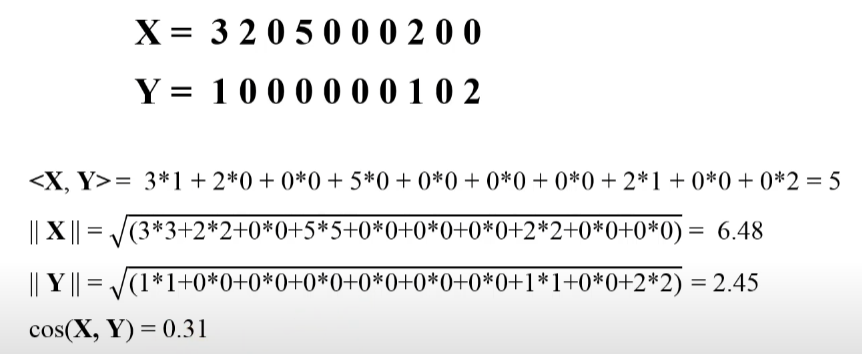 X = 3 2 0 5 0 0 0 2 0 0
Y = 1 0 0 0 0 0 0 1 0 2
<X, Y> = 3*1 + 2*0 + 0*0 + 5*0 + 0*0 + 0*0 + 0*0 + 2*1 + 0*0 + 0*2 = 5
|| X || = √(3*3+2*2+0*0+5*5+0*0+0*0+0*0+2*2+0*0+0*0) = 6.48
|| Y || = √(1*1+0*0+0*0+0*0+0*0+0*0+0*0+1*1+0*0+2*2) = 2.45
cos(X, Y) = 0.31